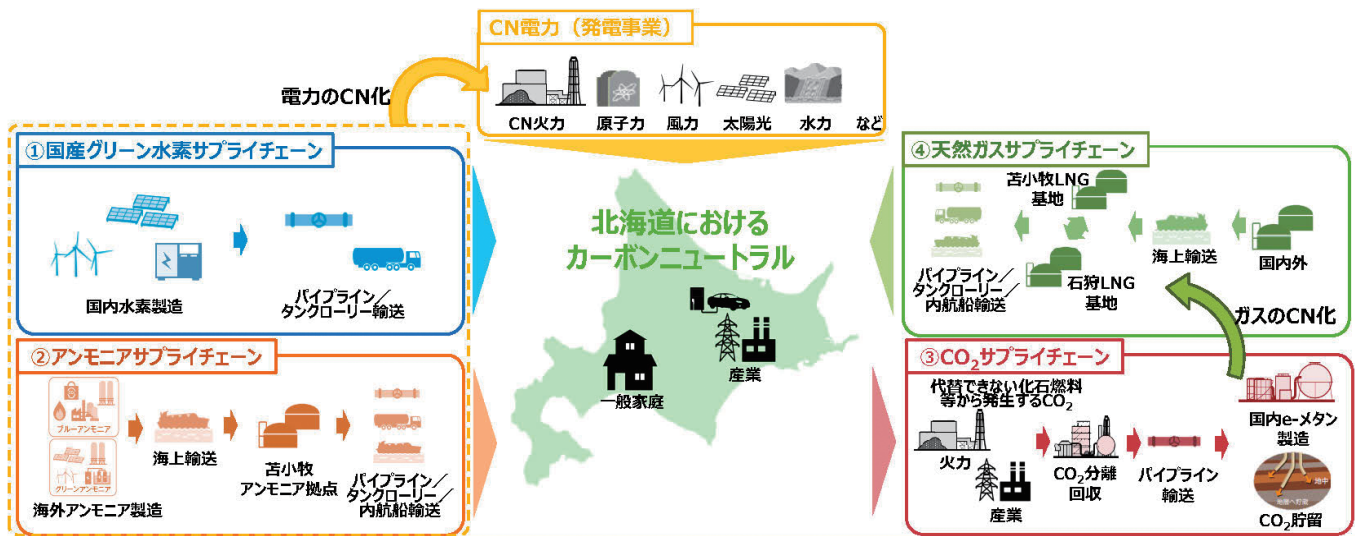 CN電力（発電事業）
CN火力
原子力
風力
太陽光
水力
など
電力のCN化
①国産グリーン水素サプライチェーン
国内水素製造
パイプライン／
タンクローリー輸送
②アンモニアサプライチェーン
ブルーアンモニア
グリーンアンモニア
海外アンモニア製造
海上輸送
苫小牧
アンモニア拠点
パイプライン／
タンクローリー／
内航船輸送
北海道における
カーボンニュートラル
一般家庭
産業
④天然ガスサプライチェーン
パイプライン／
タンクローリー／
内航船輸送
苫小牧LNG
基地
石狩LNG
基地
海上輸送
国内外
ガスのCN化
③CO₂サプライチェーン
代替できない化石燃料
等から発生するCO₂
火力
産業
CO₂分離
回収
パイプライン
輸送
国内e-メタン
製造
地中
地層へ貯留
CO₂貯留